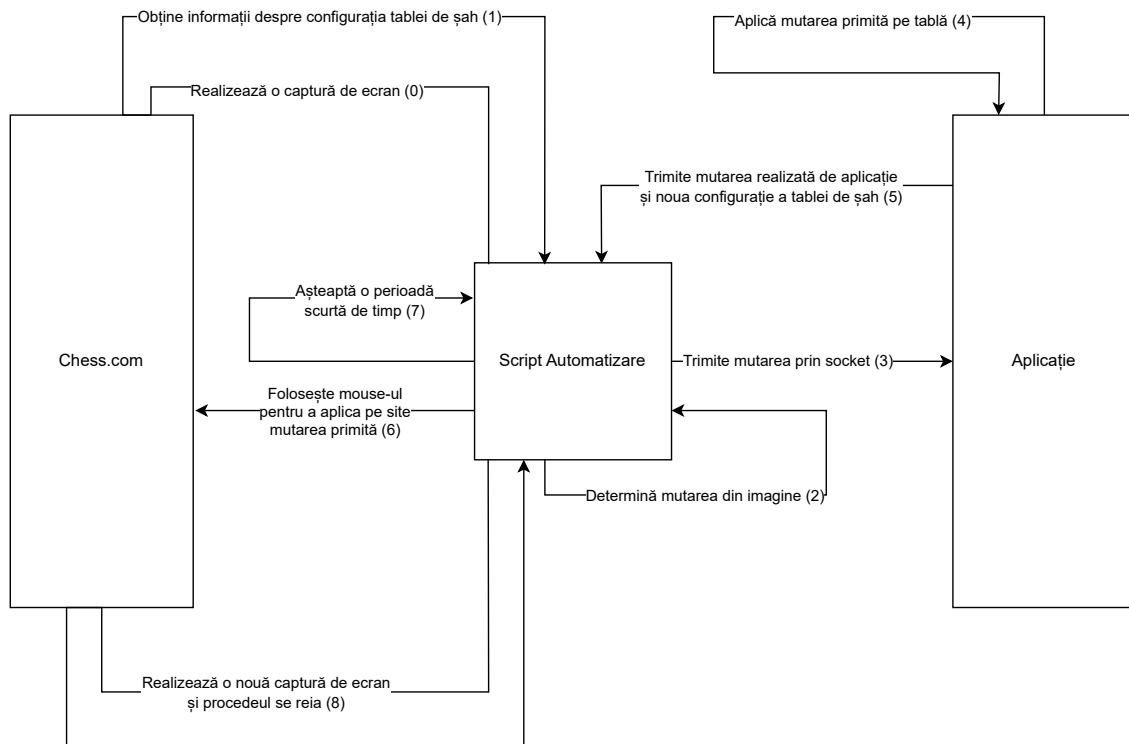 Obține informații despre configurația tablei de șah (1)
Aplică mutarea primită pe tablă (4)
Realizează o captură de ecran (0)
Trimite mutarea realizată de aplicație
și noua configurație a tablei de șah (5)
Așteaptă o perioadă
scurtă de timp (7)
Chess.com
Script Automatizare
Trimite mutarea prin socket (3)
Aplicație
Folosește mouse-ul
pentru a aplica pe site
mutarea primită (6)
Determină mutarea din imagine (2)
Realizează o nouă captură de ecran
și procedeul se reia (8)